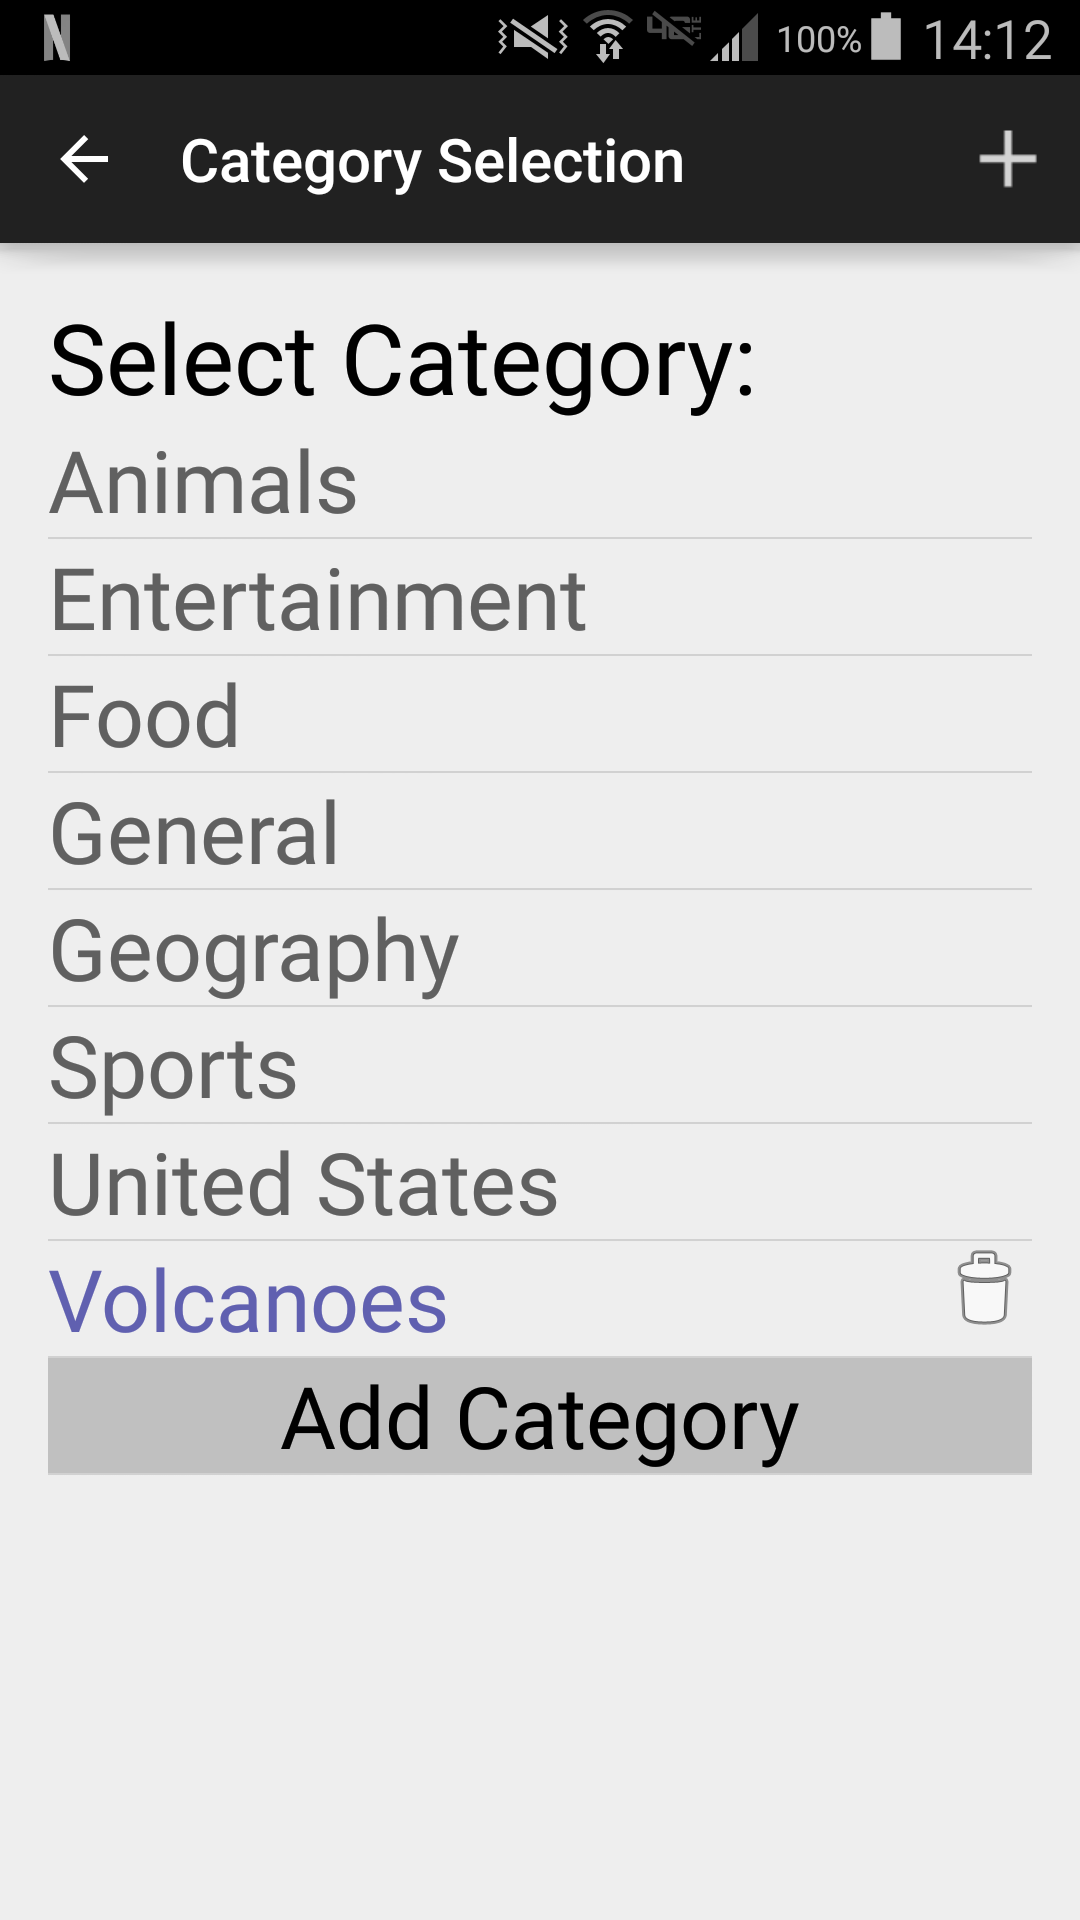 100% 14:12
Category Selection
Select Category:
Animals
Entertainment
Food
General
Geography
Sports
United States
Volcanoes
Add Category